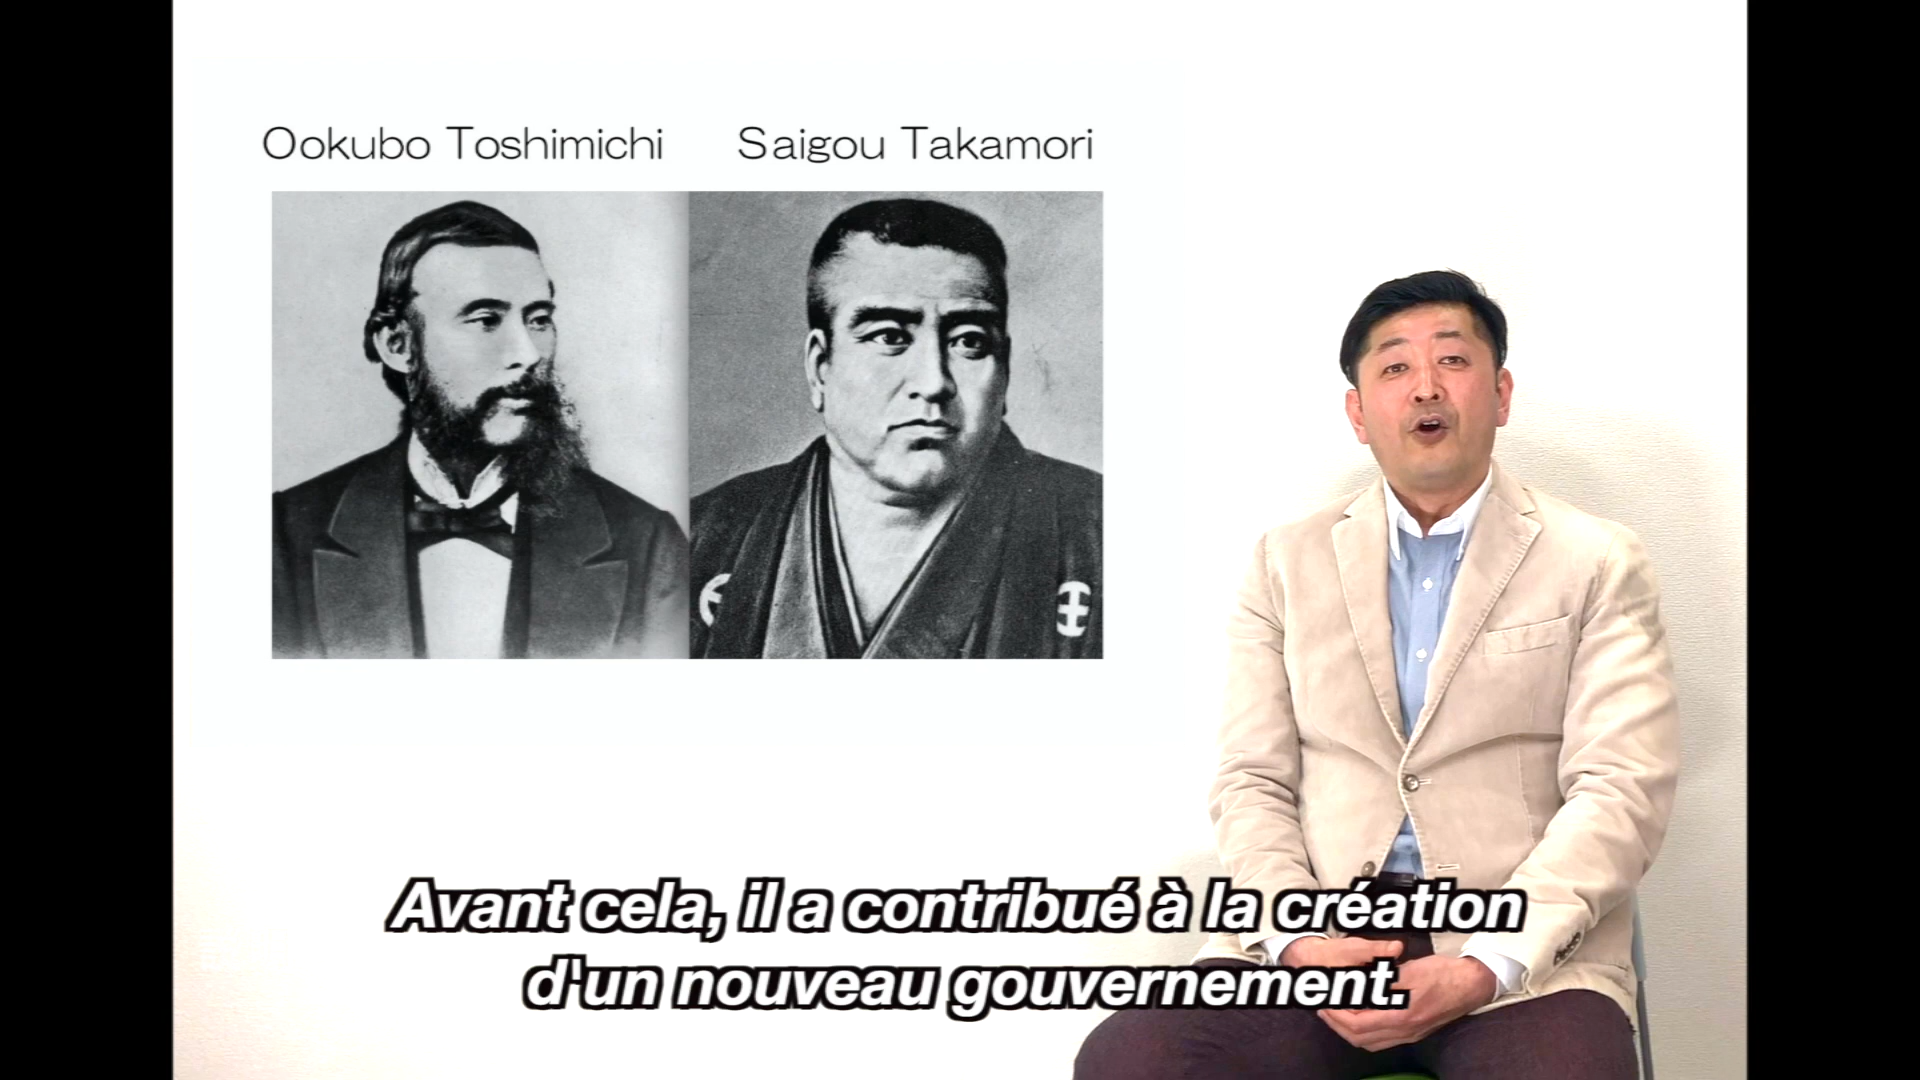 Ookubo Toshimichi Saigou Takamori
Avant cela, il a contribué à la création
d'un nouveau gouvernement.